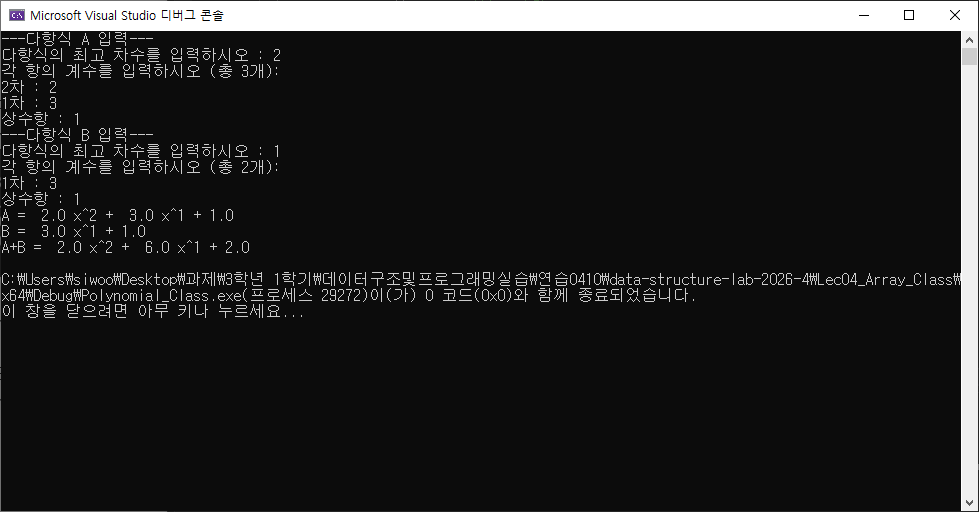 Microsoft Visual Studio 디버그 콘솔
---다항식 A 입력---
다항식의 최고 차수를 입력하시오 : 2
각 항의 계수를 입력하시오 (총 3개):
2차 : 2
1차 : 3
상수항 : 1
---다항식 B 입력---
다항식의 최고 차수를 입력하시오 : 1
각 항의 계수를 입력하시오 (총 2개):
1차 : 3
상수항 : 1
A =  2.0 x^2 +  3.0 x^1 + 1.0
B =  3.0 x^1 + 1.0
A+B =  2.0 x^2 +  6.0 x^1 + 2.0
C:₩Users₩siwoo₩Desktop₩과제₩3학년 1학기₩데이터구조및프로그래밍실습₩연습0410₩data-structure-lab-2026-4₩Lec04_Array_Class₩
x64₩Debug₩Polynomial_Class.exe(프로세스 29272)이(가) 0 코드(0x0)와 함께 종료되었습니다.
이 창을 닫으려면 아무 키나 누르세요...